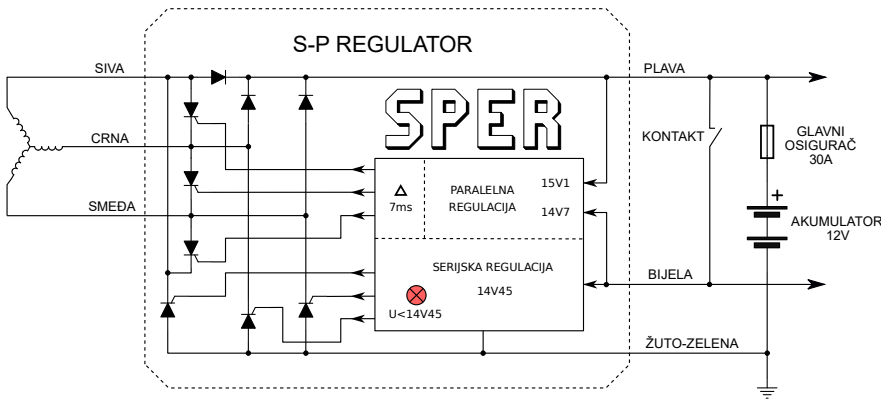 S-P REGULATOR
SIVA
PLAVA
SPER
CRNA
KONTAKT
GLAVNI
OSIGURAČ
30A
Δ
7ms
PARALELNA
REGULACIJA
15V1
14V7
SMEĐA
+
AKUMULATOR
12V
SERIJSKA REGULACIJA
14V45
BIJELA
U<14V45
ŽUTO-ZELENA